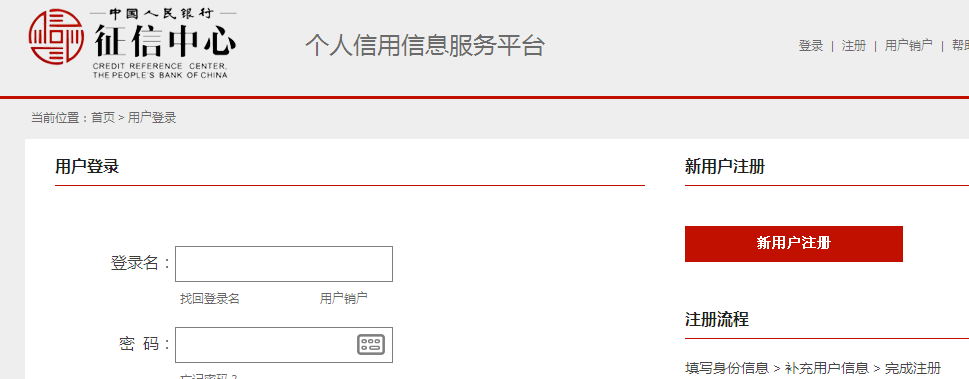 中国人民银行
征信中心
CREDIT REFERENCE CENTER,
THE PEOPLE'S BANK OF CHINA
个人信用信息服务平台
登录 | 注册 | 用户销户 | 帮
当前位置：首页 > 用户登录
用户登录
登录名：
找回登录名 用户销户
密 码：
忘记密码？
新用户注册
新用户注册
注册流程
填写身份信息 > 补充用户信息 > 完成注册